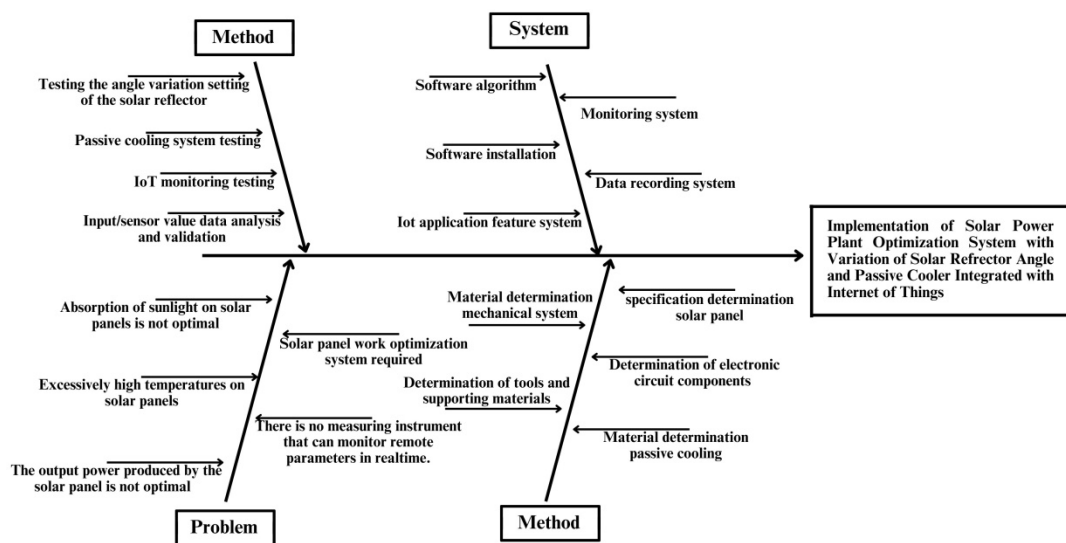 Method
System
Testing the angle variation setting
of the solar reflector
Passive cooling system testing
IoT monitoring testing
Input/sensor value data analysis
and validation
Software algorithm
Monitoring system
Software installation
Data recording system
Iot application feature system
Implementation of Solar Power
Plant Optimization System with
Variation of Solar Refrector Angle
and Passive Cooler Integrated with
Internet of Things
Absorption of sunlight on solar
panels is not optimal
Solar panel work optimization
system required
Excessively high temperatures on
solar panels
There is no measuring instrument
that can monitor remote
parameters in realtime.
The output power produced by the
solar panel is not optimal
Material determination
mechanical system
specification determination
solar panel
Determination of electronic
circuit components
Determination of tools and
supporting materials
Material determination
passive cooling
Problem
Method